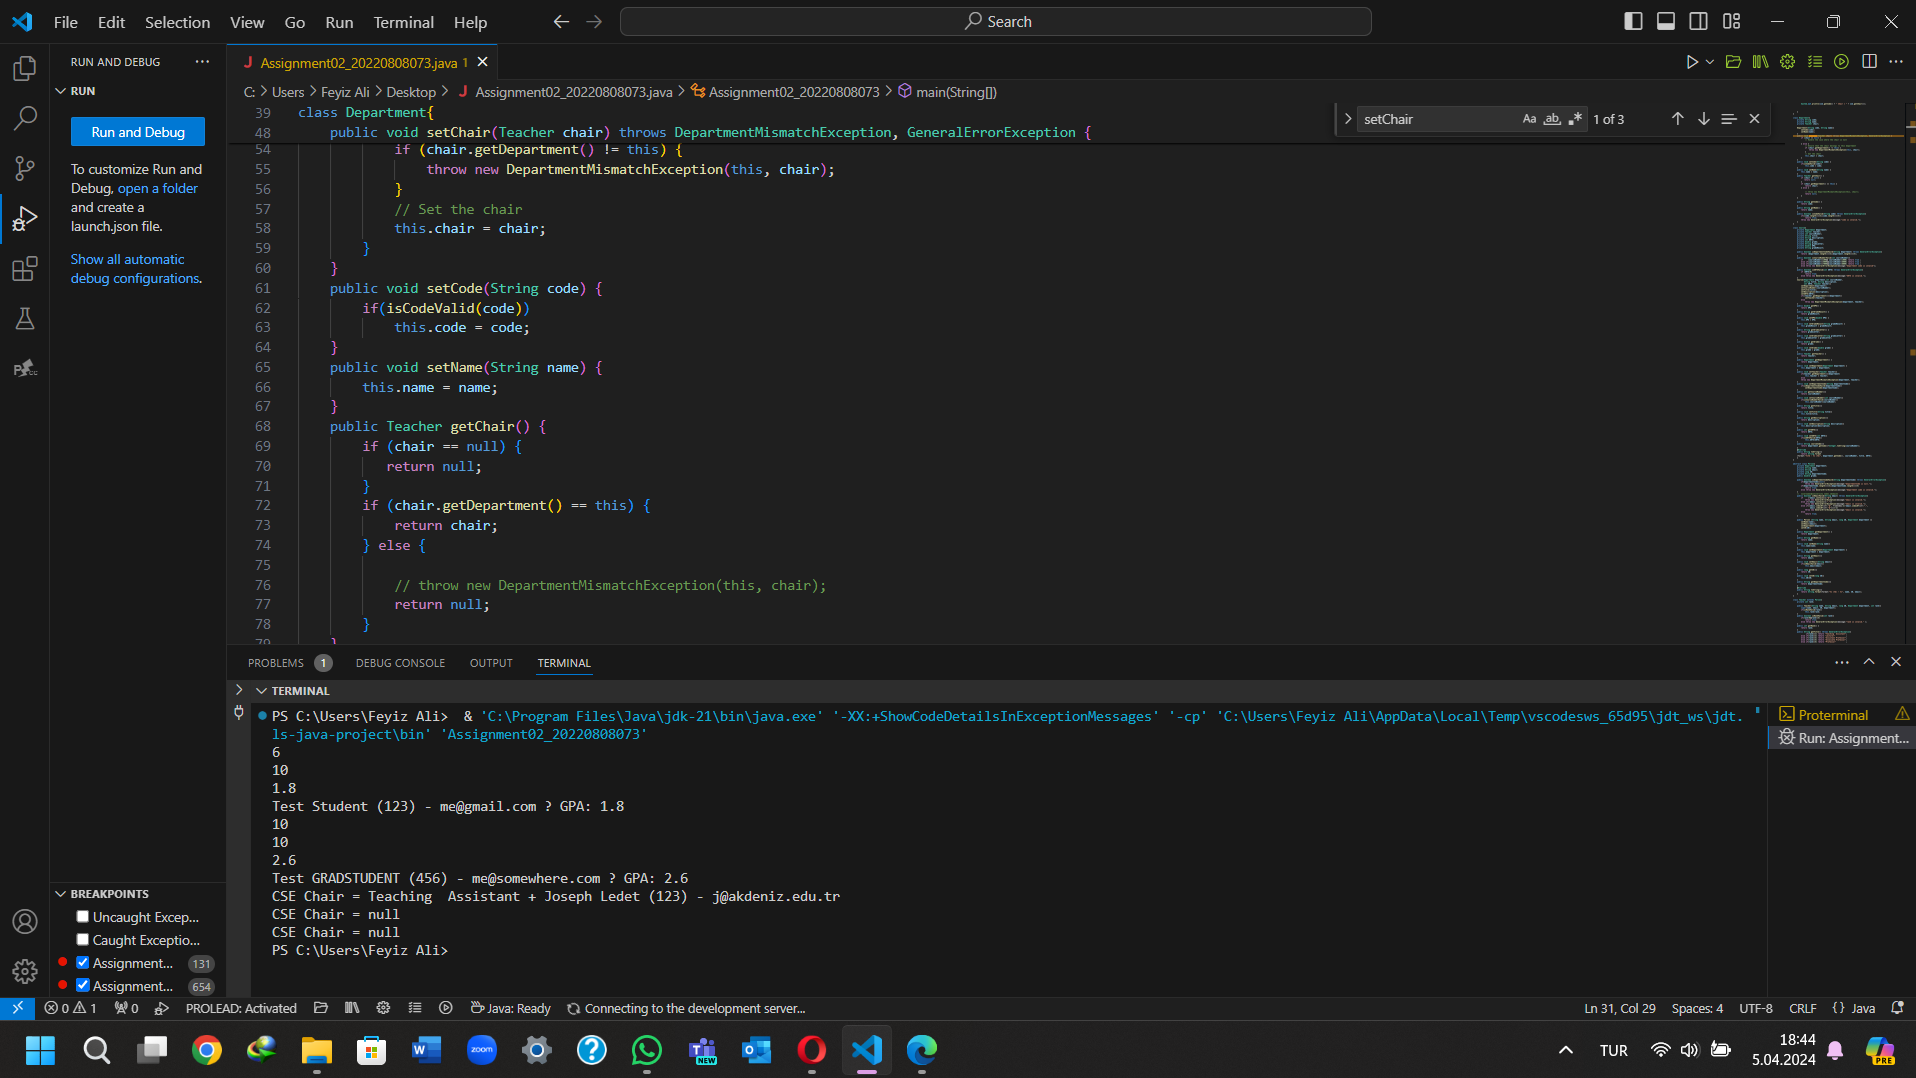 File Edit Selection View Go Run Terminal Help
Search
RUN AND DEBUG
RUN
Run and Debug
To customize Run and
Debug, open a folder
and create a
launch.json file.
Show all automatic
debug configurations.
Assignment02_20220808073.java 1
C: > Users > Feyiz Ali > Desktop > Assignment02_20220808073.java > Assignment02_20220808073 > main(String[])
setChair Aa ab 1 of 3
39 class Department{
48 public void setChair(Teacher chair) throws DepartmentMismatchException, GeneralErrorException {
54 if (chair.getDepartment() != this) {
55 throw new DepartmentMismatchException(this, chair);
56 }
57 // Set the chair
58 this.chair = chair;
59 }
60 }
61 public void setCode(String code) {
62 if(isCodeValid(code))
63 this.code = code;
64 }
65 public void setName(String name) {
66 this.name = name;
67 }
68 public Teacher getChair() {
69 if (chair == null) {
70 return null;
71 }
72 if (chair.getDepartment() == this) {
73 return chair;
74 } else {
75
76 // throw new DepartmentMismatchException(this, chair);
77 return null;
78 }
79 }
PROBLEMS 1 DEBUG CONSOLE OUTPUT TERMINAL
TERMINAL
PS C:\Users\Feyiz Ali> & 'C:\Program Files\Java\jdk-21\bin\java.exe' '-XX:+ShowCodeDetailsInExceptionMessages' '-cp' 'C:\Users\Feyiz Ali\AppData\Local\Temp\vscodesws_65d95\jdt_ws\jdt.
ls-java-project\bin' 'Assignment02_20220808073'
6
10
1.8
Test Student (123) - me@gmail.com ? GPA: 1.8
10
10
2.6
Test GRADSTUDENT (456) - me@somewhere.com ? GPA: 2.6
CSE Chair = Teaching  Assistant + Joseph Ledet (123) - j@akdeniz.edu.tr
CSE Chair = null
CSE Chair = null
PS C:\Users\Feyiz Ali>
Proterminal
Run: Assignment...
BREAKPOINTS
Uncaught Excep...
Caught Exceptio...
Assignment... 131
Assignment... 654
0 1 0 PROLEAD: Activated Java: Ready Connecting to the development server... Ln 31, Col 29 Spaces: 4 UTF-8 CRLF {} Java
zoom
NEW
TUR
18:44
5.04.2024
PRE